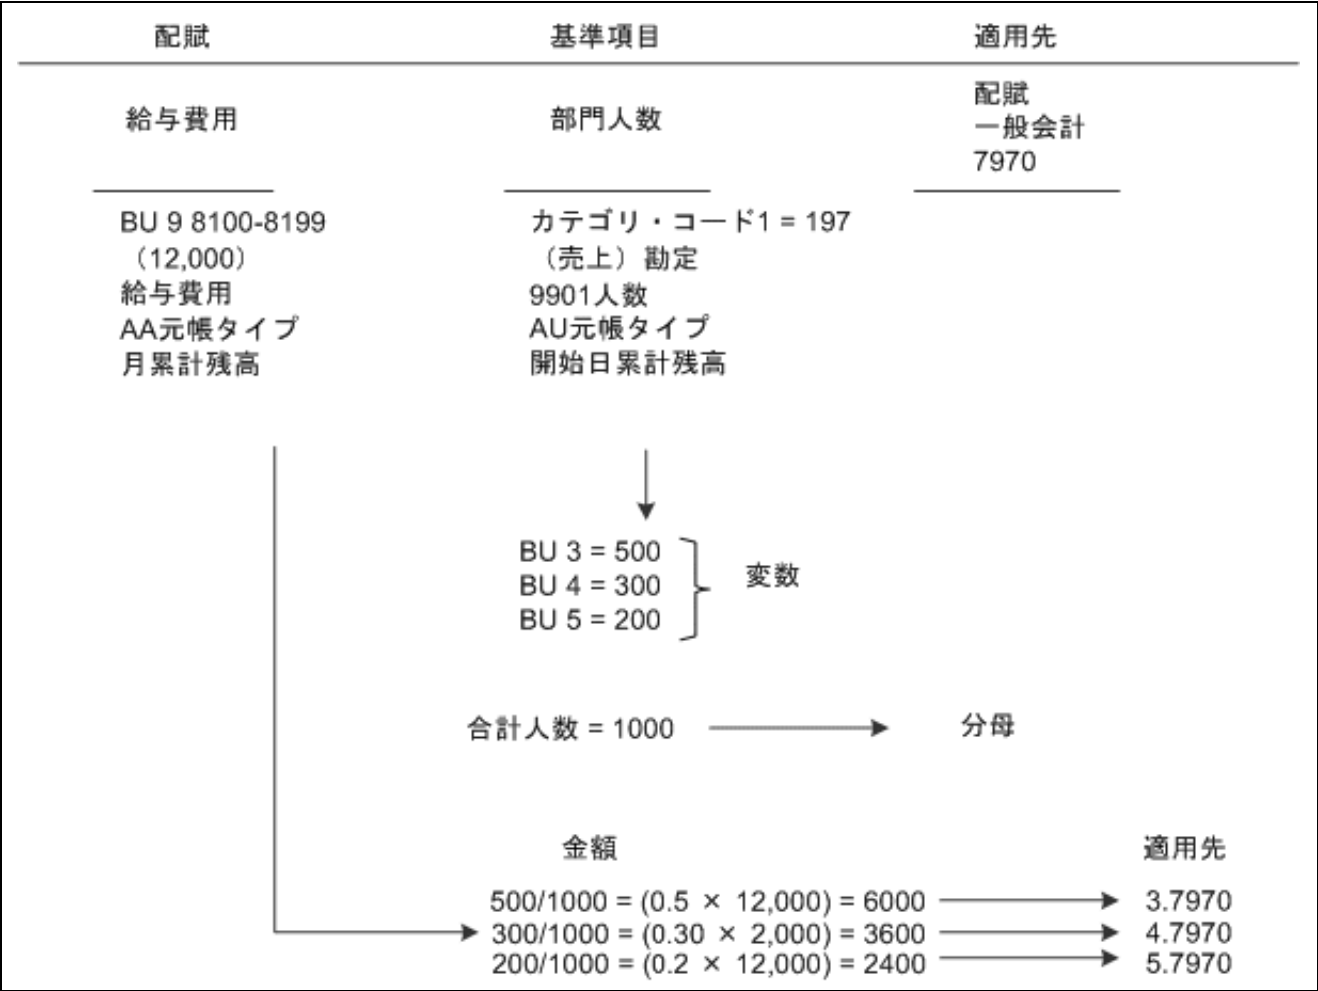 配賦 基準項目 適用先
給与費用 部門人数 配賦
一般会計
7970
BU 9 8100-8199
（12,000）
給与費用
AA元帳タイプ
月累計残高
カテゴリ・コード1 = 197
（売上）勘定
9901人数
AU元帳タイプ
開始日累計残高
BU 3 = 500
BU 4 = 300
BU 5 = 200
変数
合計人数 = 1000 分母
金額 適用先
500/1000 = (0.5 × 12,000) = 6000 3.7970
300/1000 = (0.30 × 2,000) = 3600 4.7970
200/1000 = (0.2 × 12,000) = 2400 5.7970